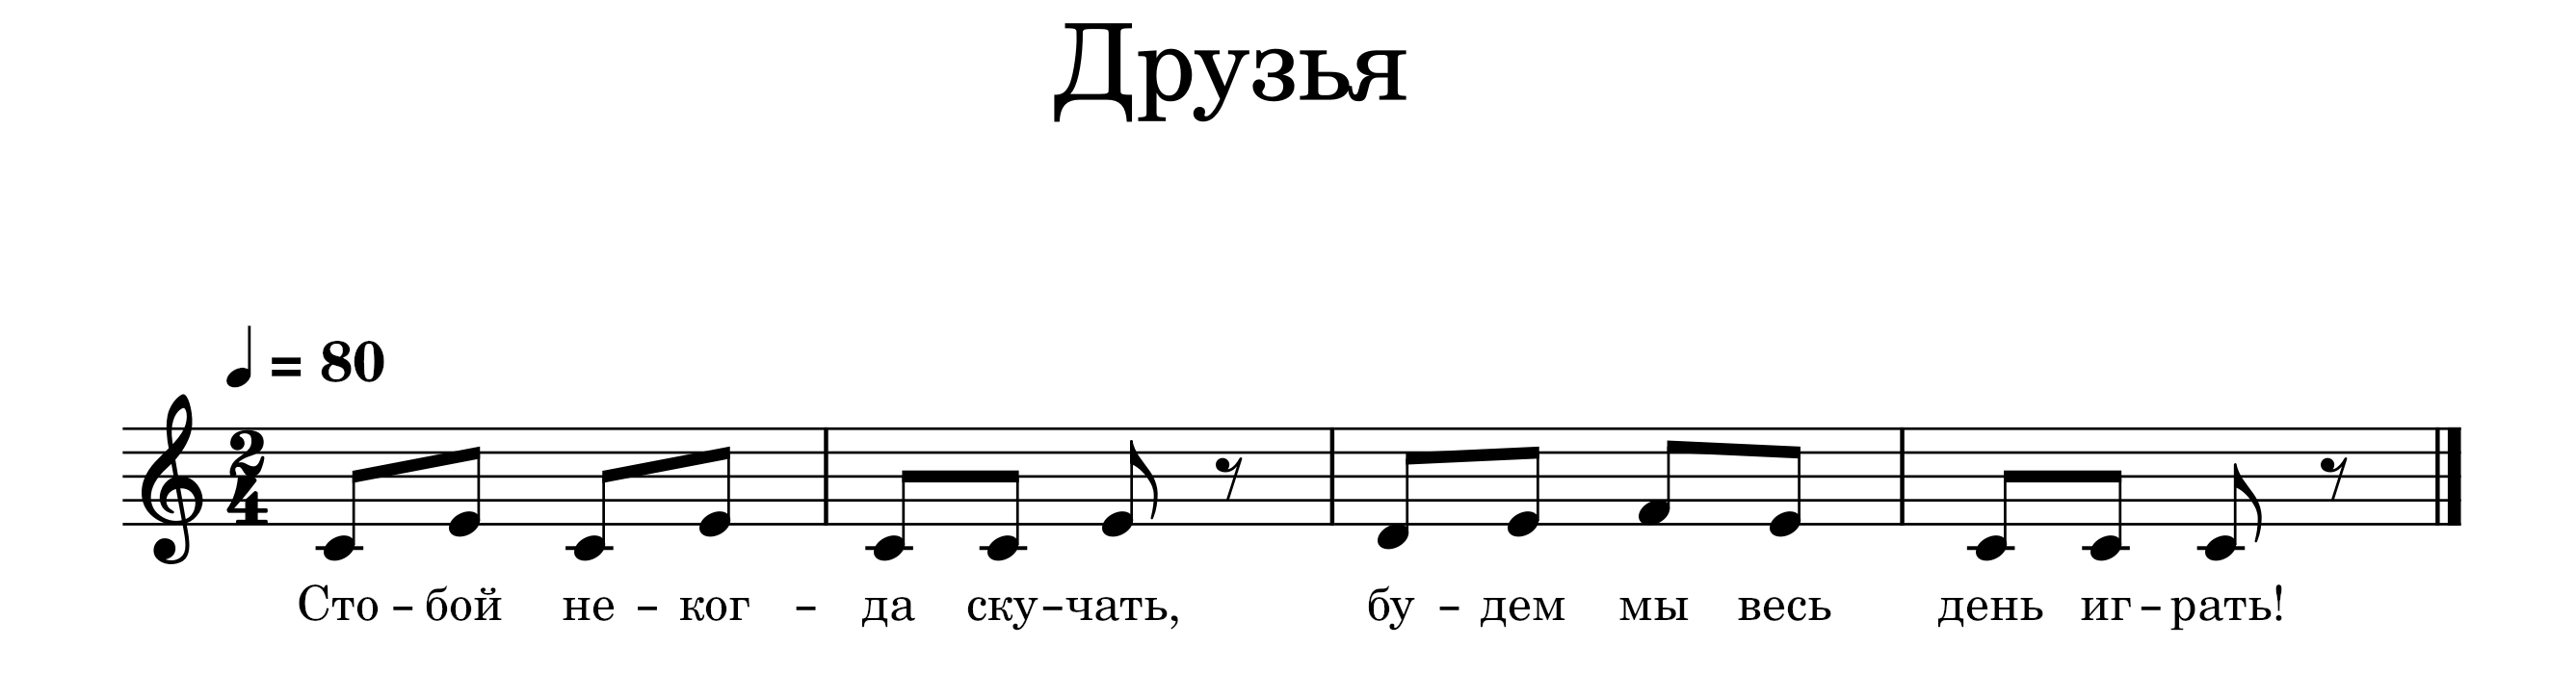 Друзья
= 80
2
4
Сто - бой не - ког - да ску-чать, бу - дем мы весь день иг-рать!